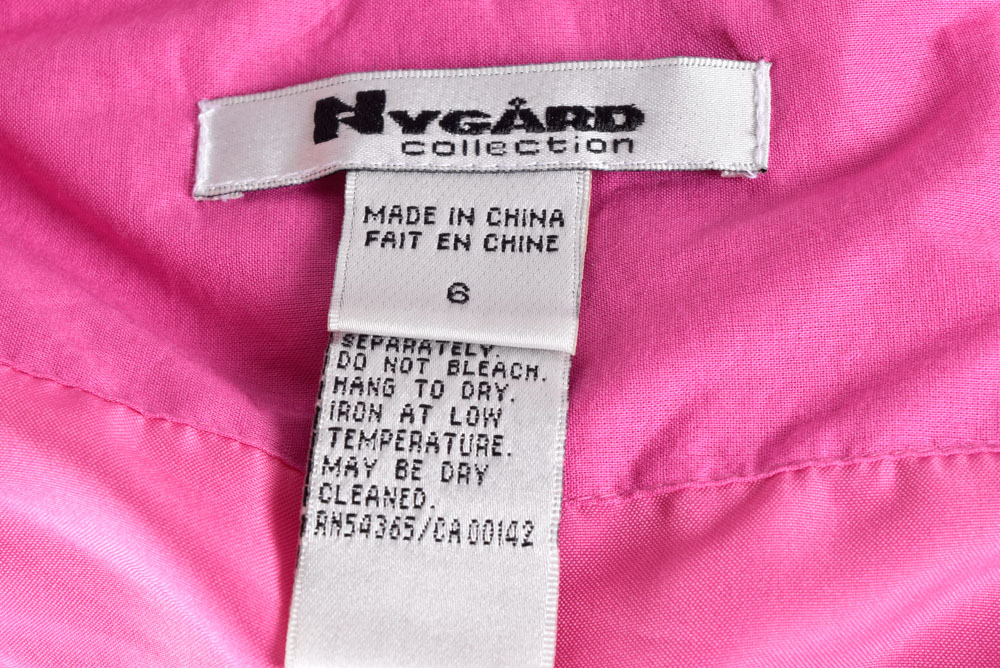 NYGÅRD
collection
MADE IN CHINA
FAIT EN CHINE
6
SEPARATELY.
DO NOT BLEACH.
HANG TO DRY.
IRON AT LOW
TEMPERATURE.
MAY BE DRY
CLEANED.
RN54365/CA00142